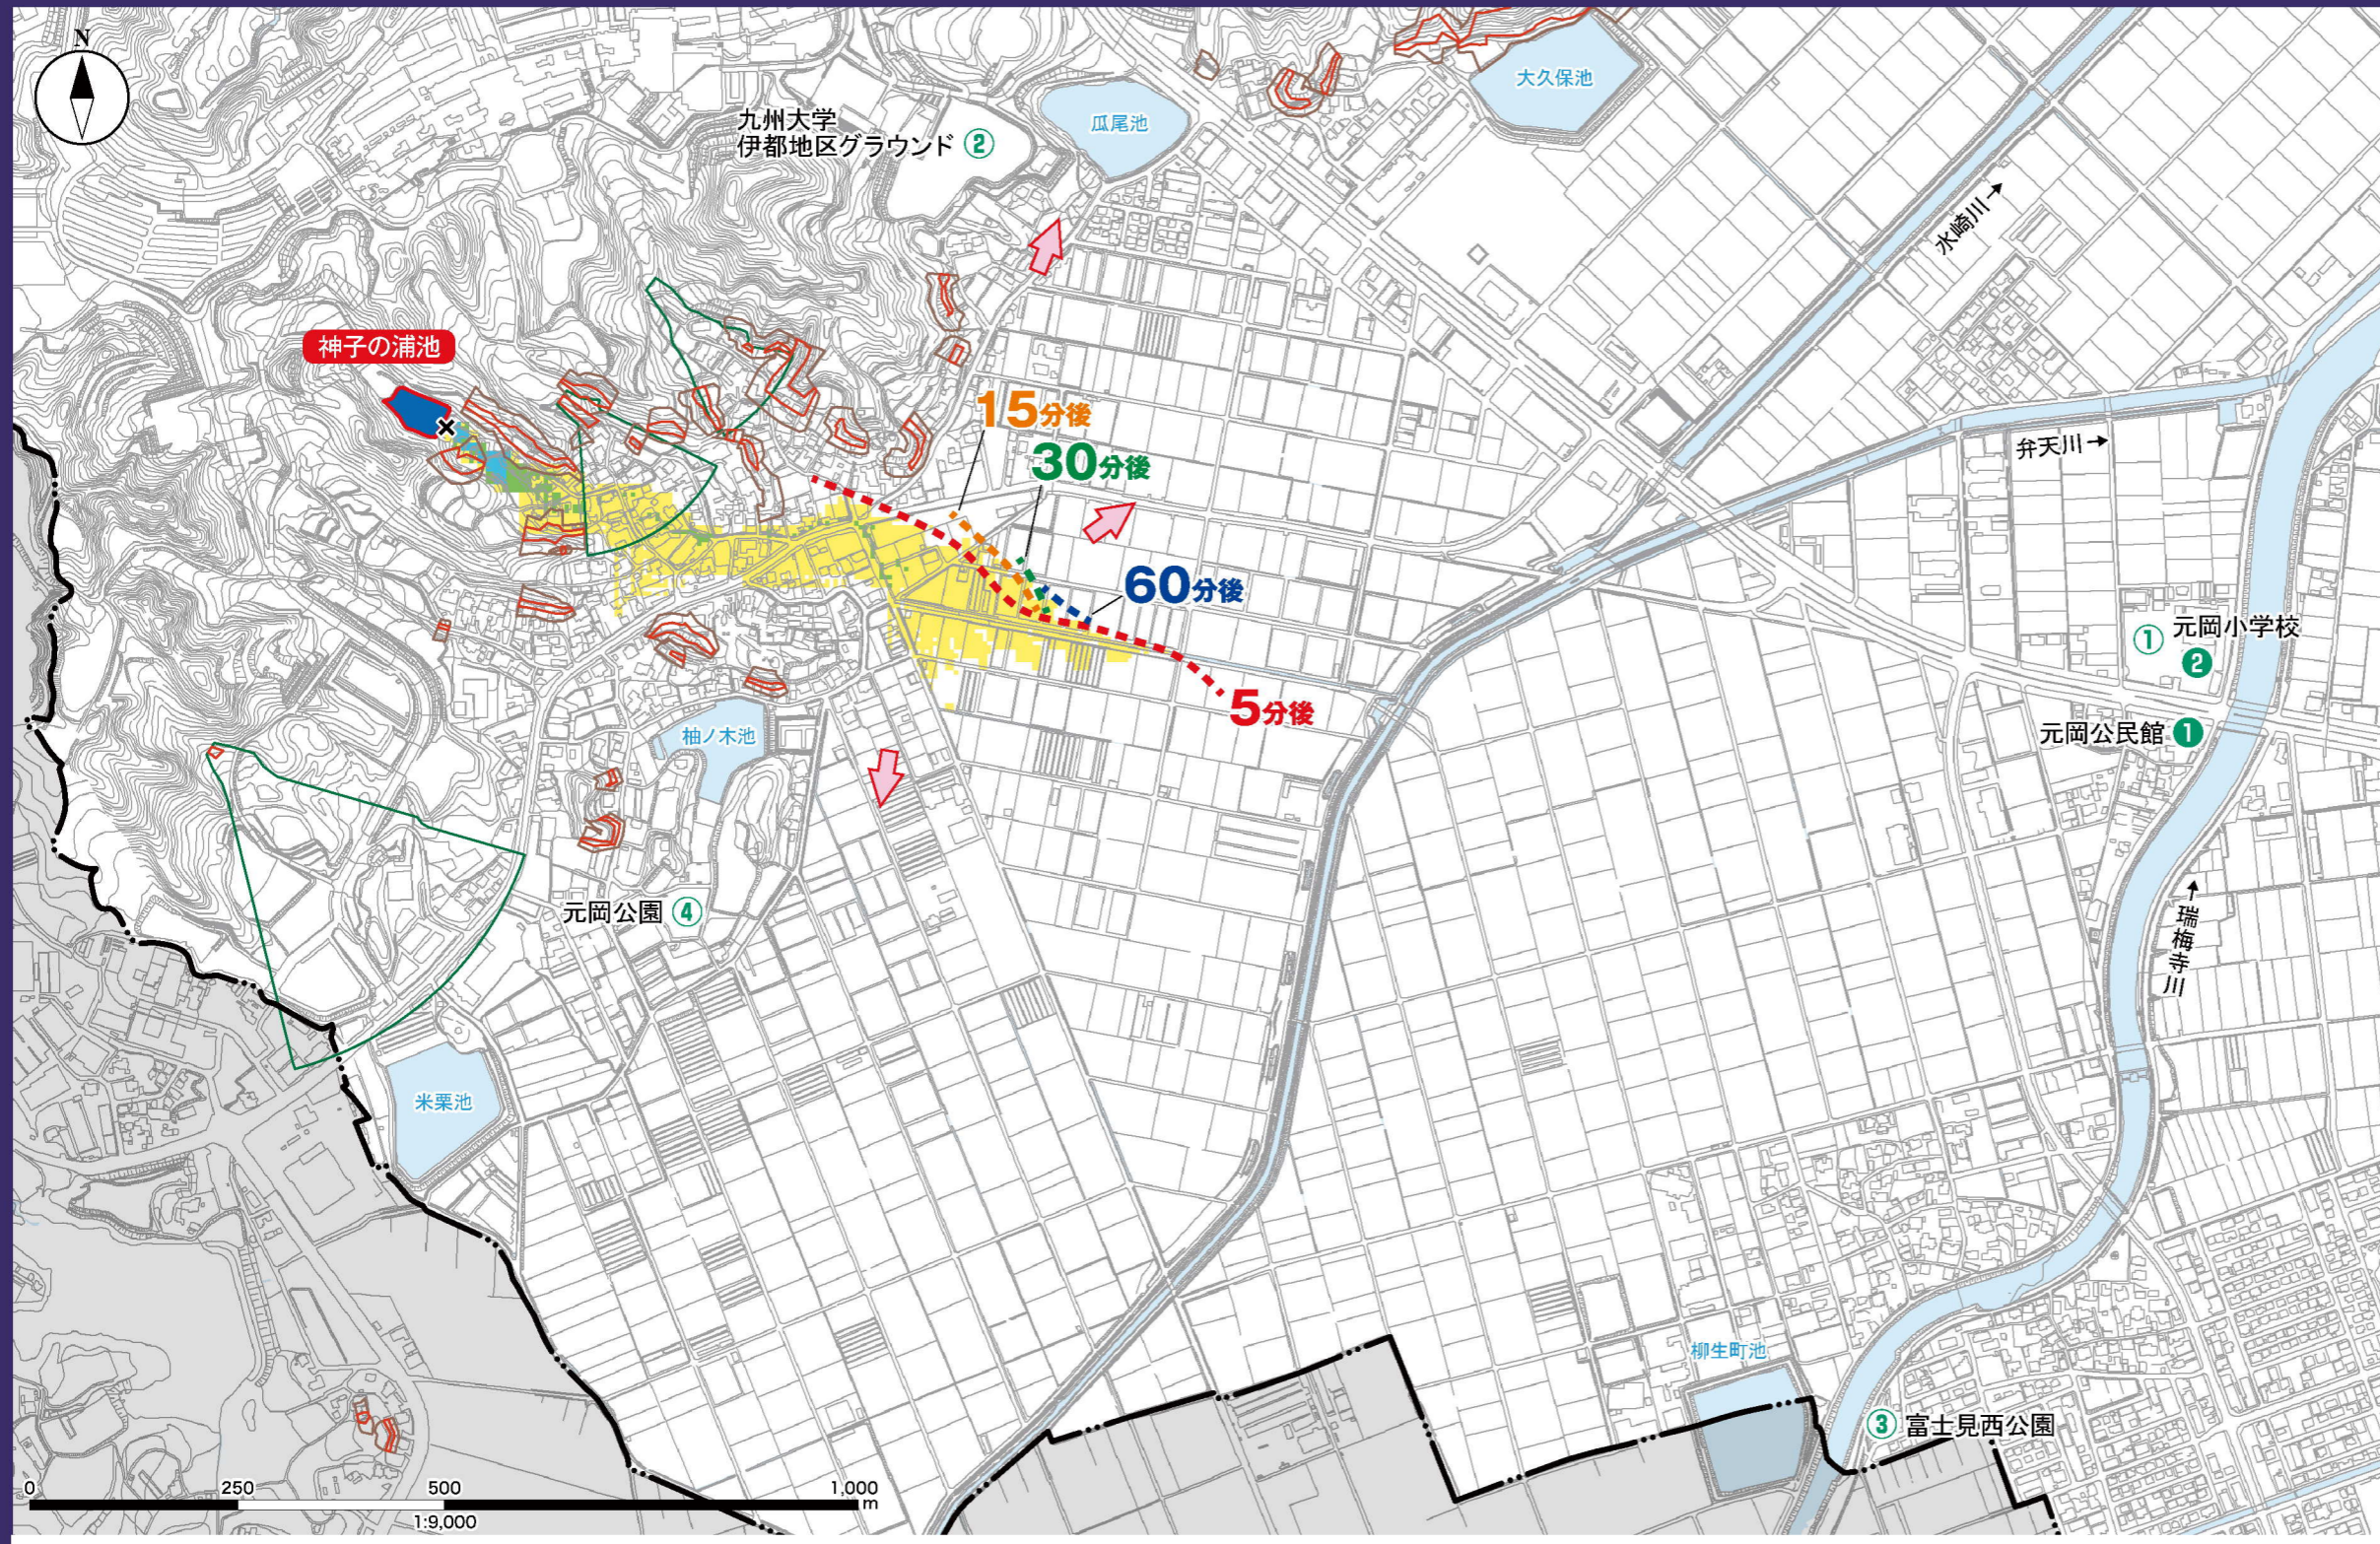 N
大久保池
瓜尾池
九州大学
伊都地区グラウンド ②
水崎川→
神子の浦池
×
15分後
30分後
弁天川→
60分後
① 元岡小学校
❷
5分後
元岡公民館 ❶
柚ノ木池
元岡公園 ④
→瑞梅寺川
米栗池
柳生町池
③ 富士見西公園
0 250 500 1,000
m
1:9,000